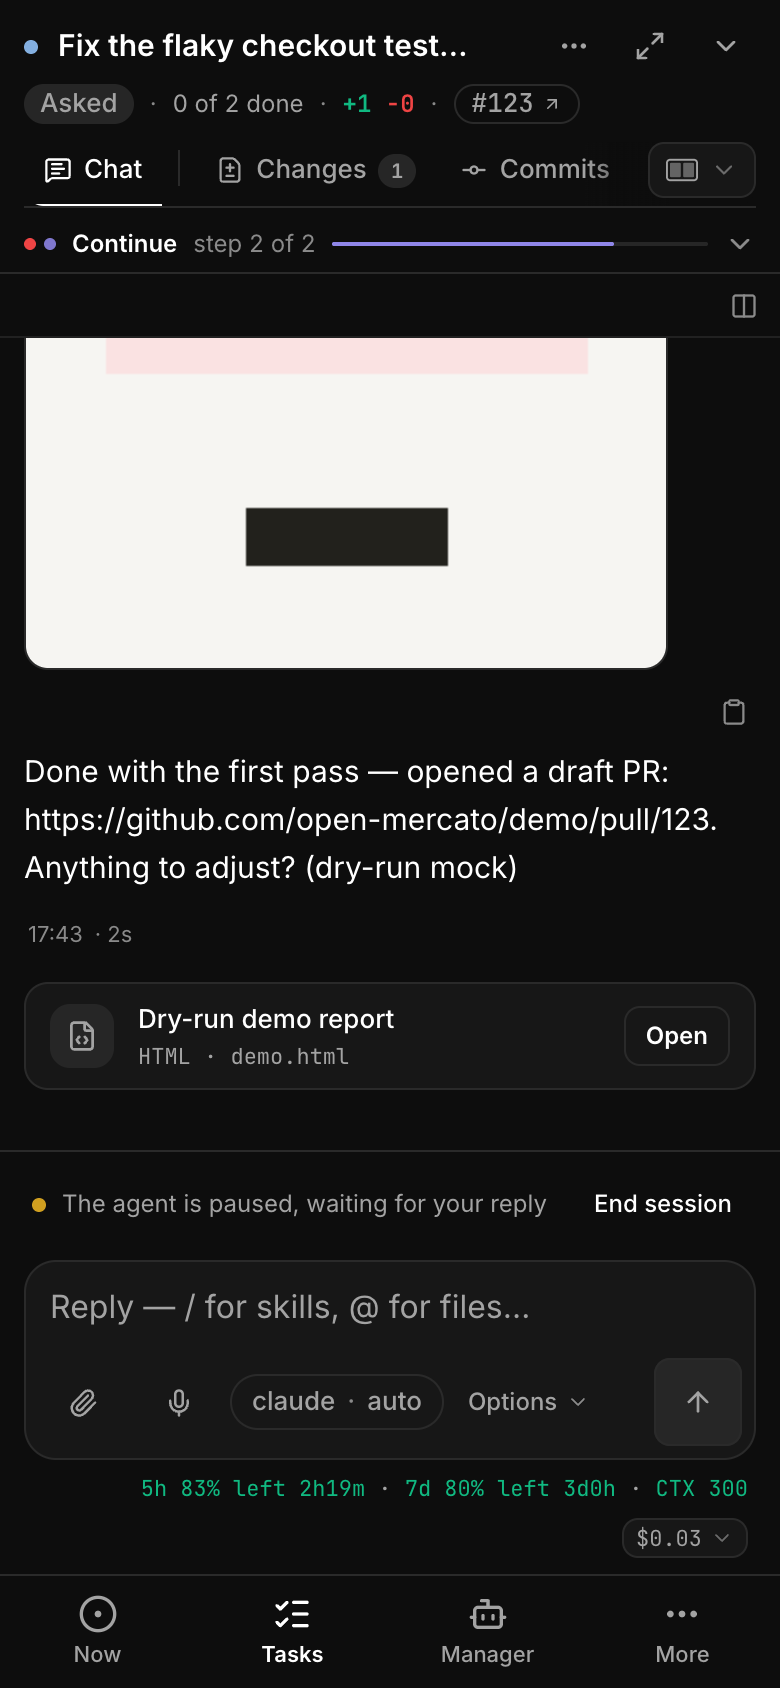 Fix the flaky checkout test...
Asked · 0 of 2 done · +1 -0 · #123
Chat Changes 1 Commits
Continue step 2 of 2
Done with the first pass — opened a draft PR:
https://github.com/open-mercato/demo/pull/123.
Anything to adjust? (dry-run mock)
17:43 · 2s
Dry-run demo report
HTML · demo.html
Open
The agent is paused, waiting for your reply End session
Reply — / for skills, @ for files...
claude · auto Options
5h 83% left 2h19m · 7d 80% left 3d0h · CTX 300
$0.03
Now Tasks Manager More